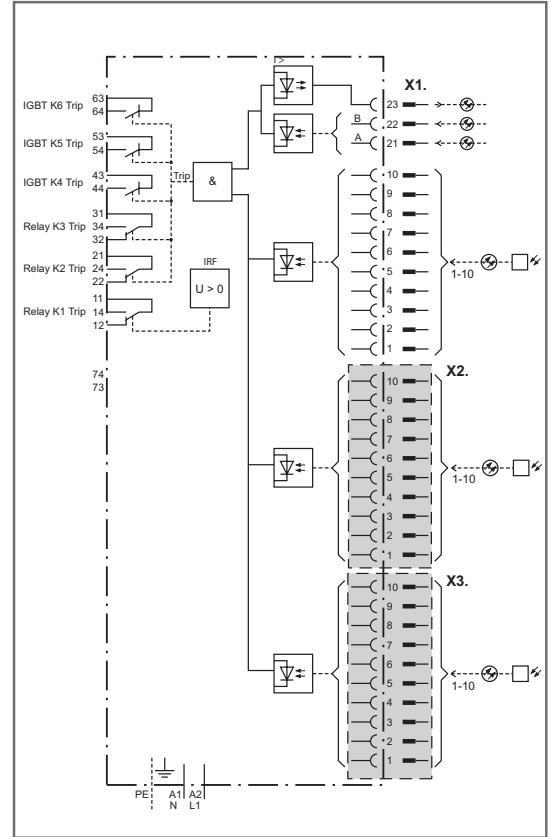 I>
X1.
IGBT K6 Trip
63
64
23
B
22
A
21
IGBT K5 Trip
53
54
IGBT K4 Trip
43
44
Trip
&
10
9
8
7
6
5
4
3
2
1
1-10
Relay K3 Trip
31
34
32
Relay K2 Trip
21
24
22
IRF
U > 0
Relay K1 Trip
11
14
12
74
73
X2.
10
9
8
7
6
5
4
3
2
1
1-10
X3.
10
9
8
7
6
5
4
3
2
1
1-10
PE
A1
A2
N
L1